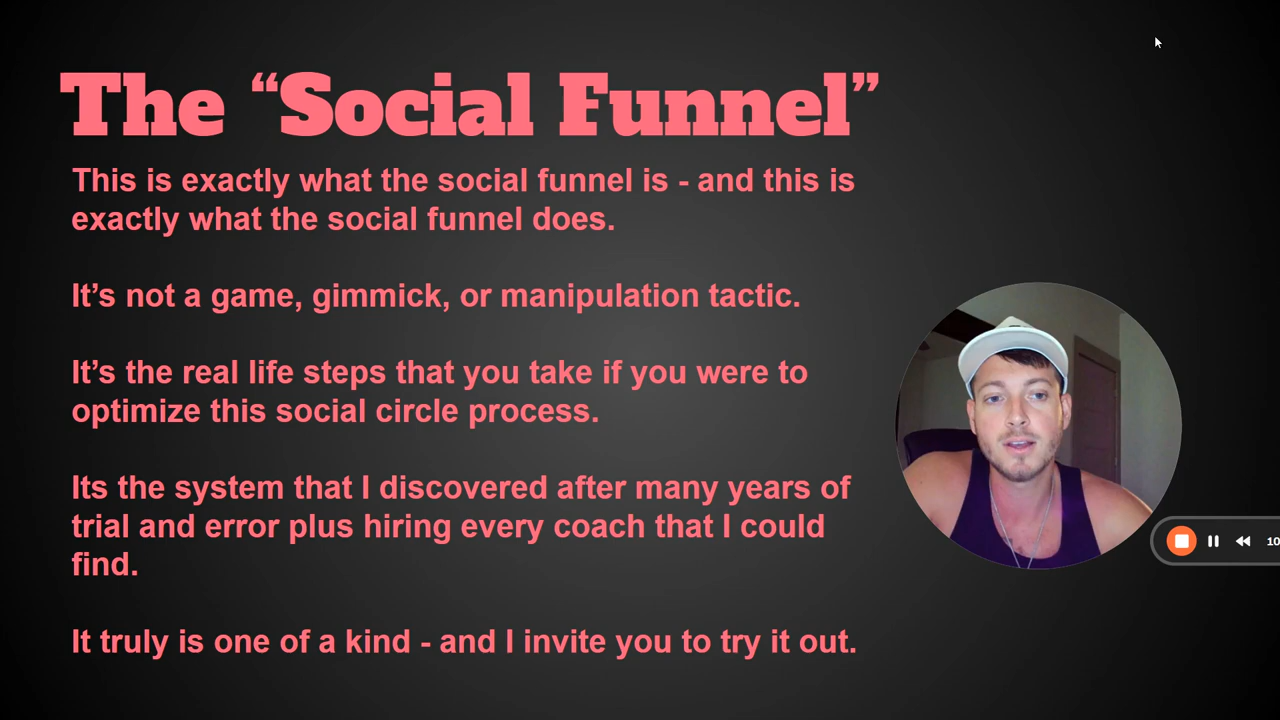 The “Social Funnel”
This is exactly what the social funnel is - and this is
exactly what the social funnel does.
It’s not a game, gimmick, or manipulation tactic.
It’s the real life steps that you take if you were to
optimize this social circle process.
Its the system that I discovered after many years of
trial and error plus hiring every coach that I could
find.
It truly is one of a kind - and I invite you to try it out.
10